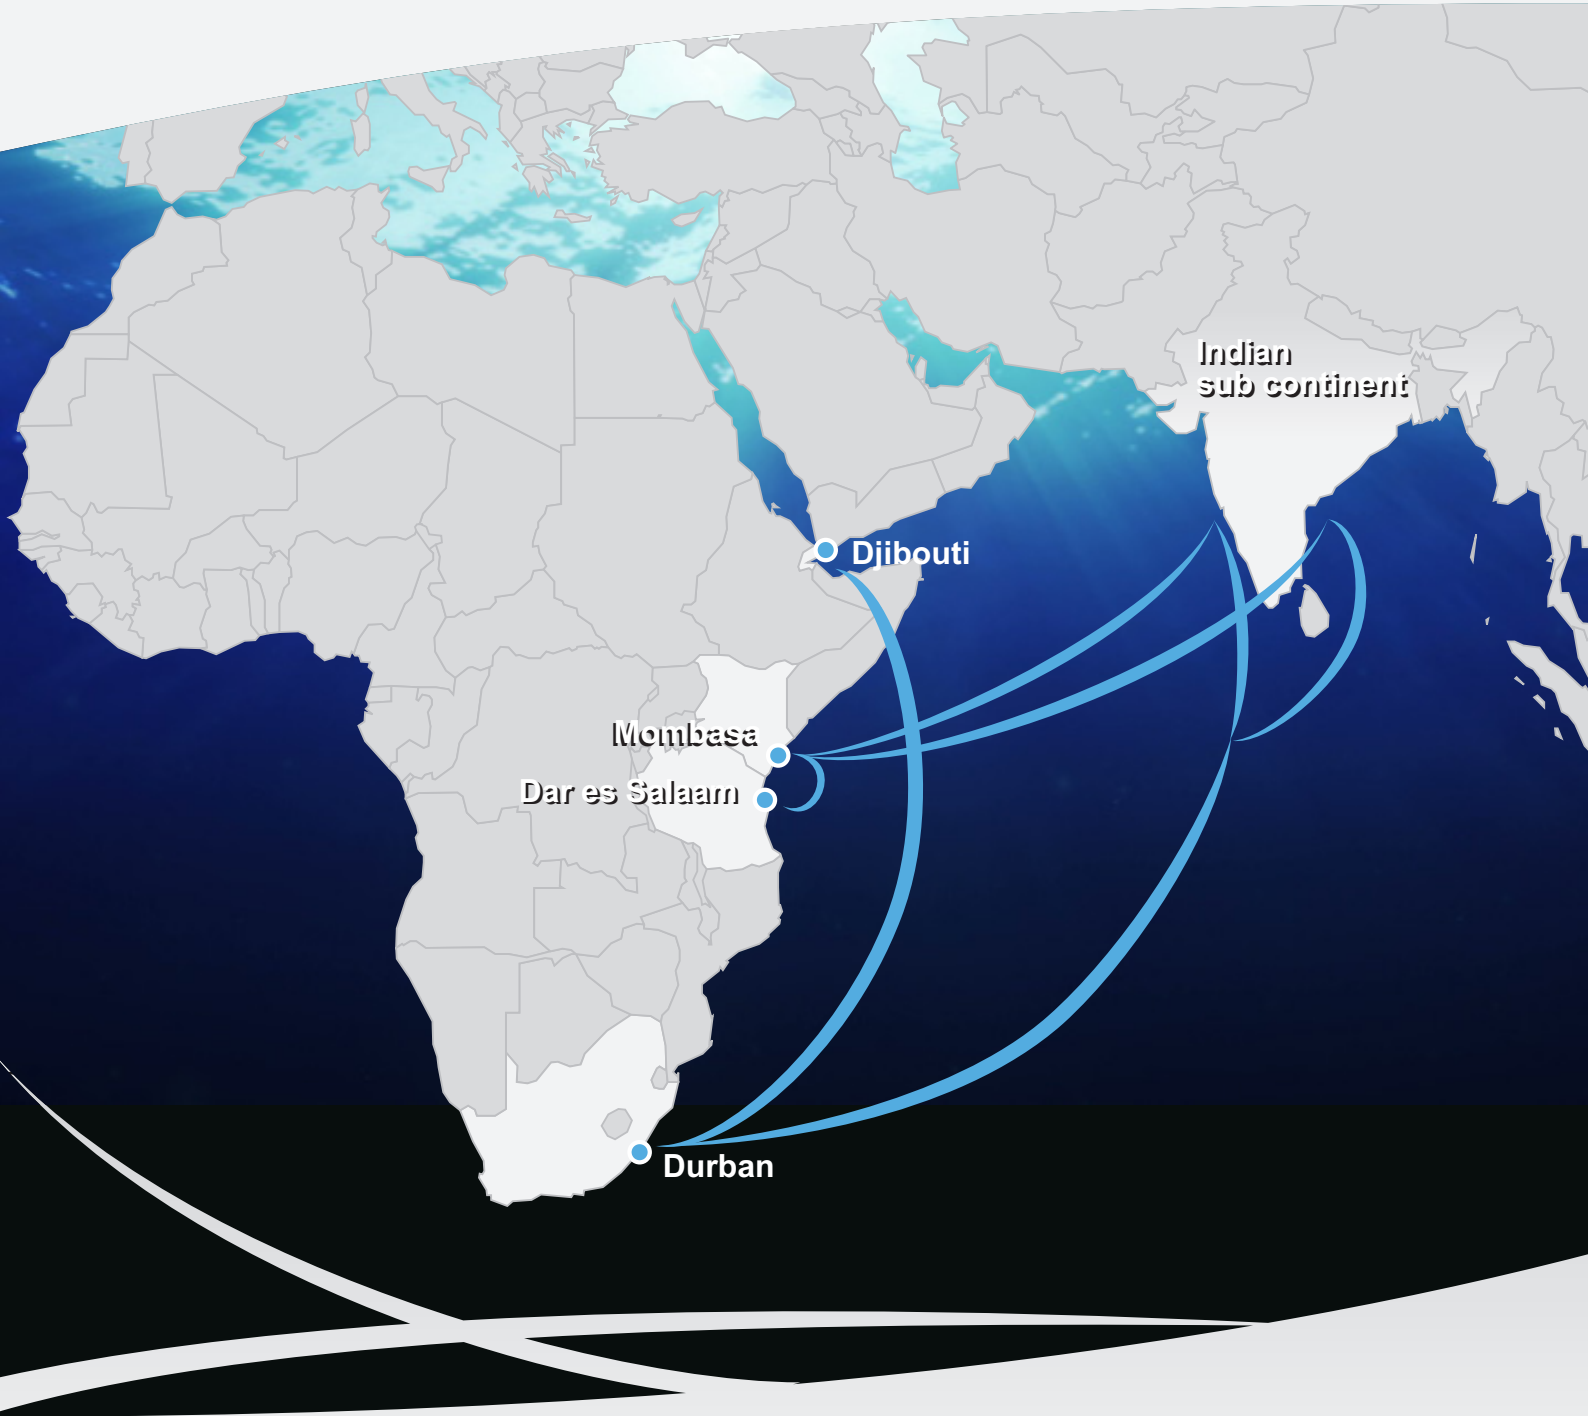 Indian
sub continent
Djibouti
Mombasa
Dar es Salaam
Durban